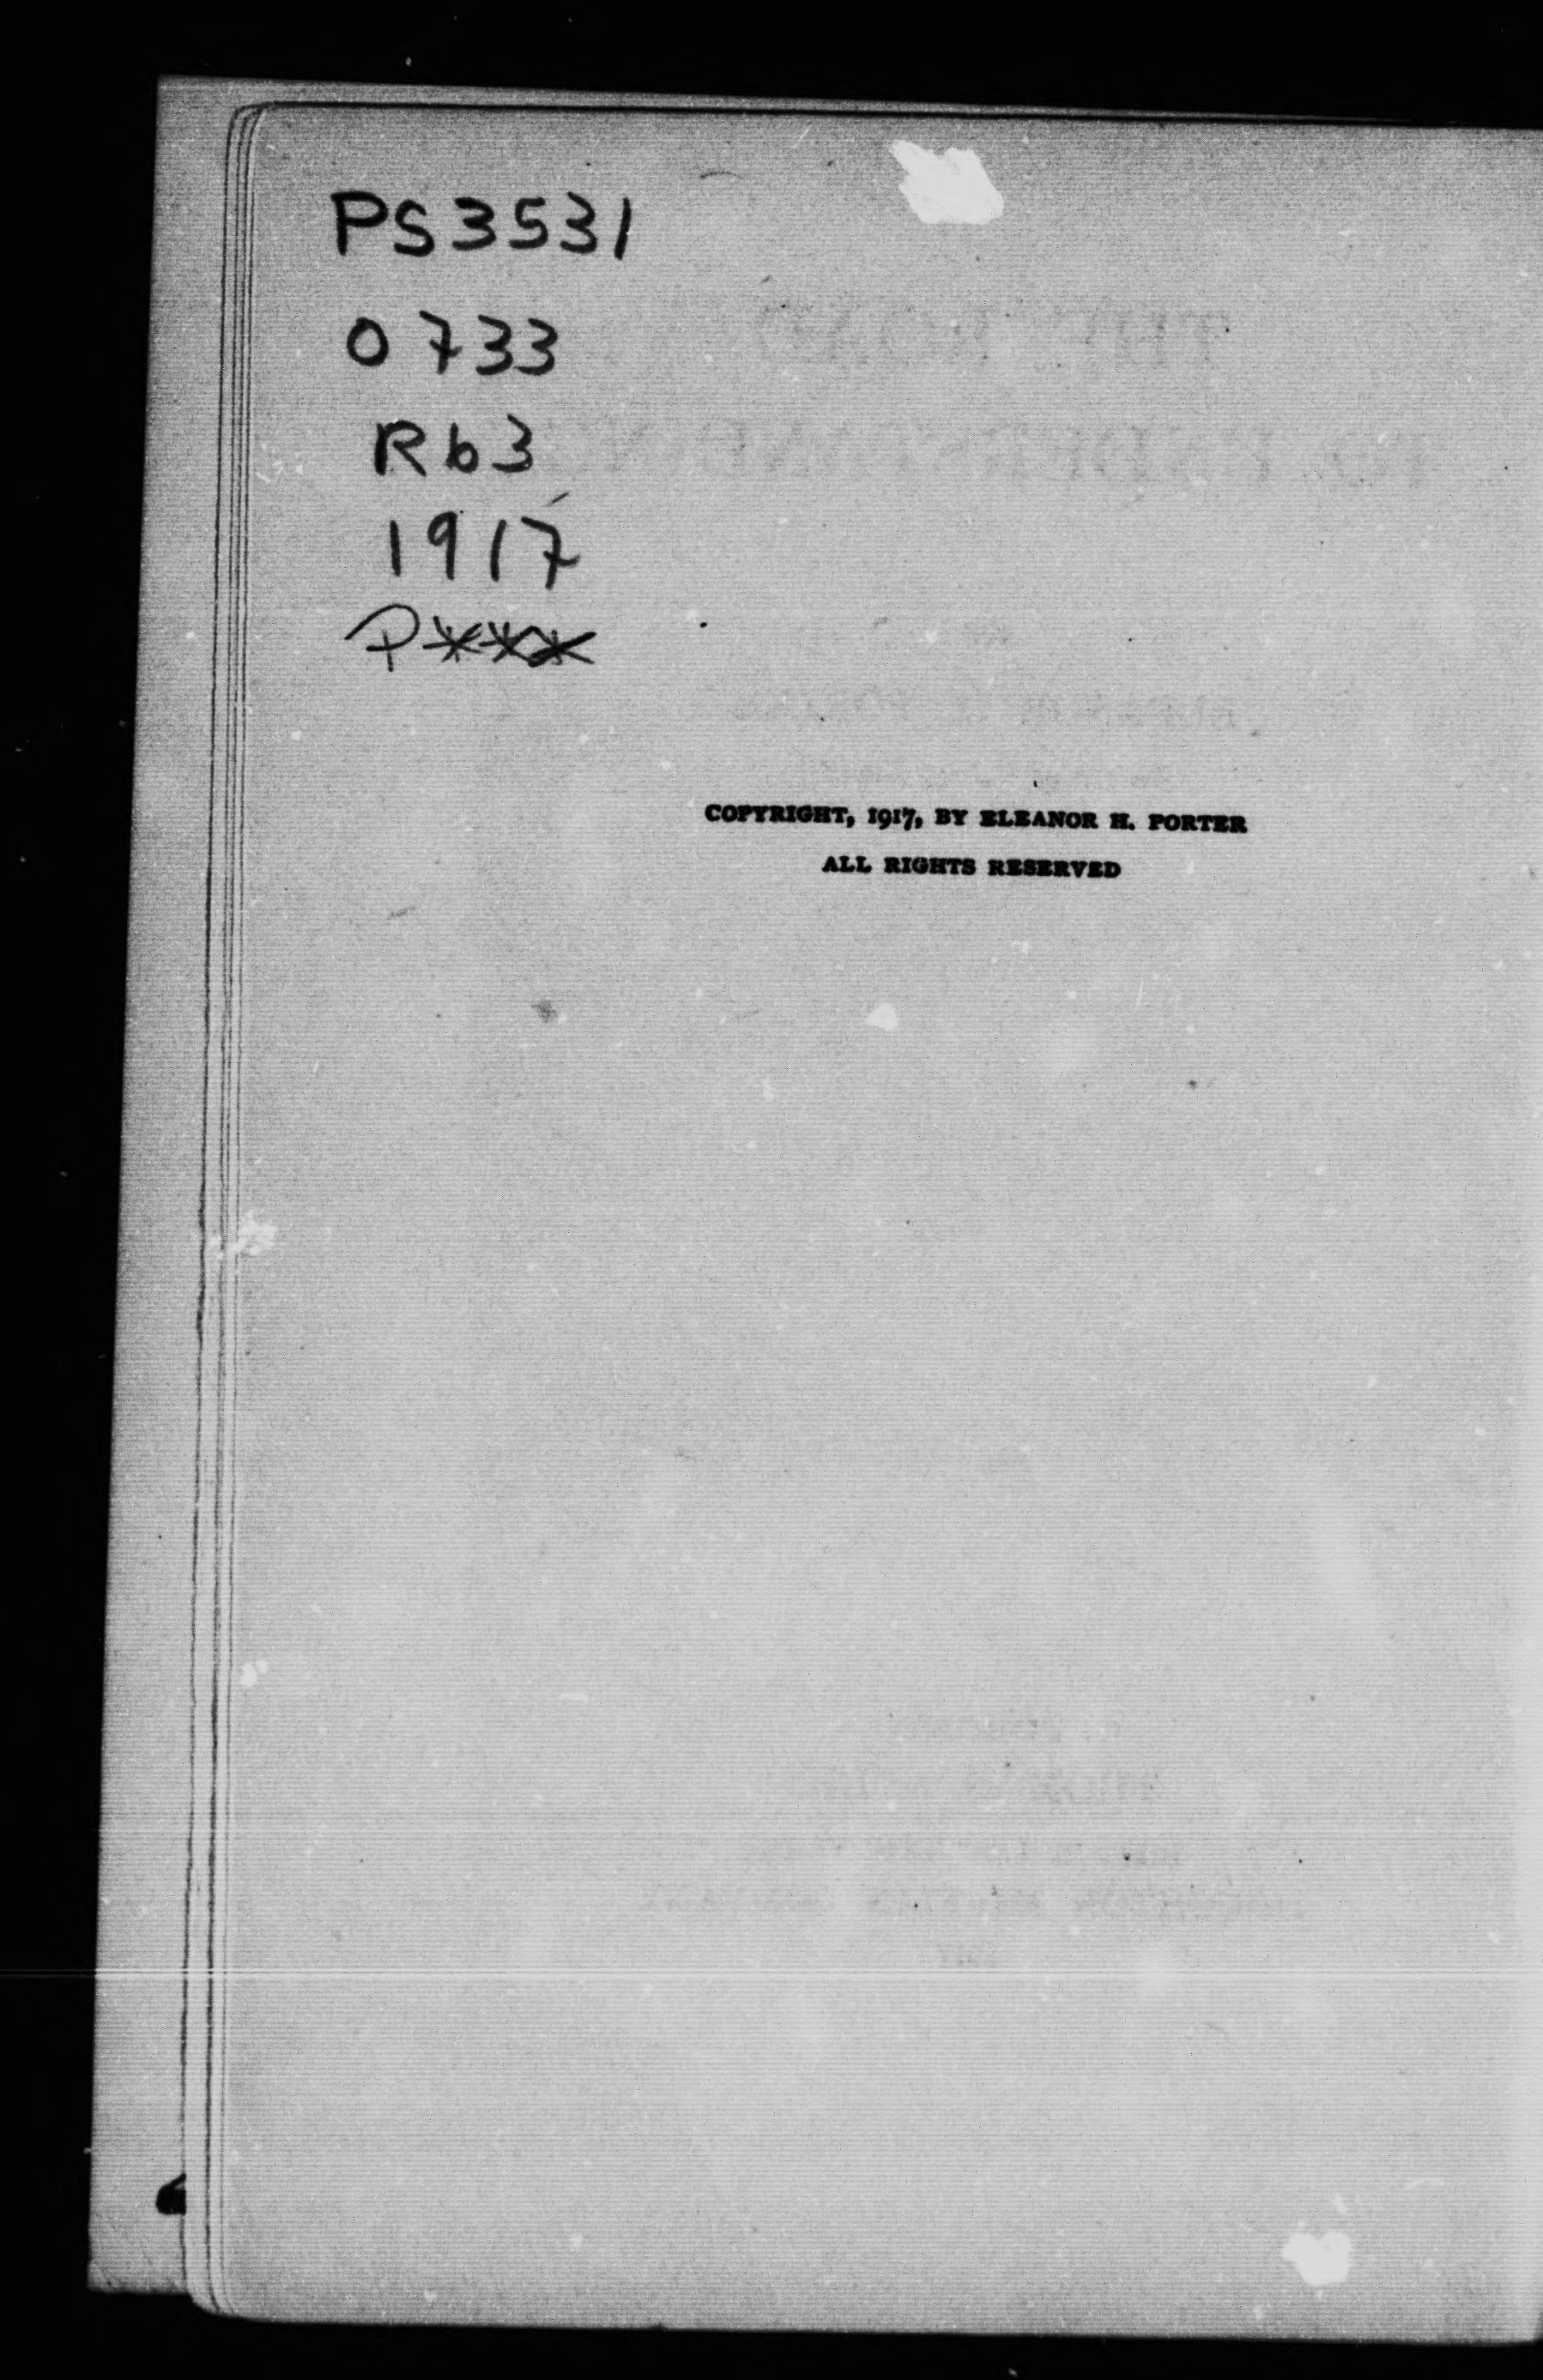 PS3531
O733
R63
1917
P***
COPYRIGHT, 1917, BY ELEANOR H. PORTER
ALL RIGHTS RESERVED